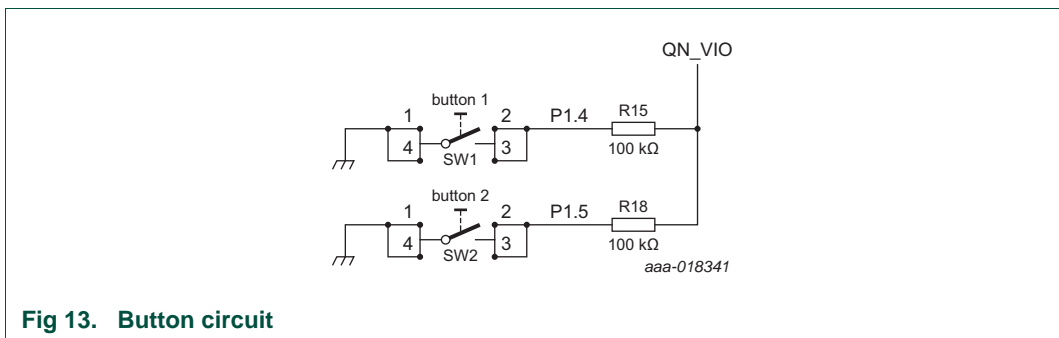 QN_VIO
button 1
1
2
P1.4
R15
4
3
SW1
100 kΩ
button 2
1
2
P1.5
R18
4
3
SW2
100 kΩ
aaa-018341
Fig 13. Button circuit